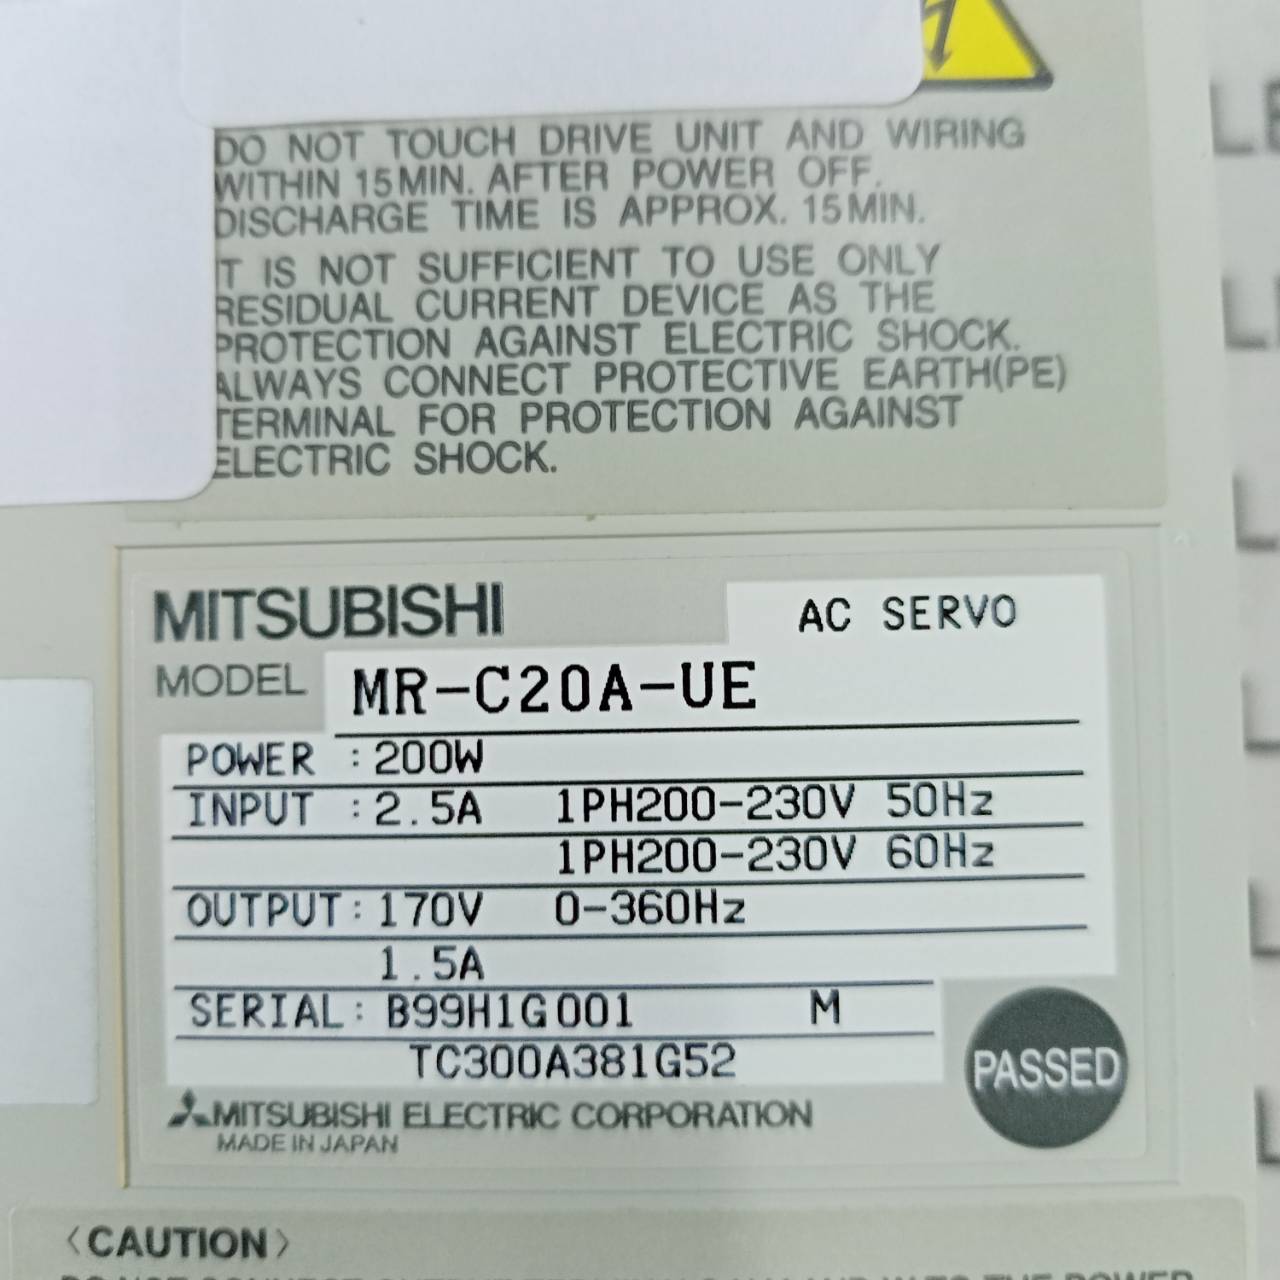 DO NOT TOUCH DRIVE UNIT AND WIRING
WITHIN 15MIN. AFTER POWER OFF.
DISCHARGE TIME IS APPROX. 15MIN.
IT IS NOT SUFFICIENT TO USE ONLY
RESIDUAL CURRENT DEVICE AS THE
PROTECTION AGAINST ELECTRIC SHOCK.
ALWAYS CONNECT PROTECTIVE EARTH(PE)
TERMINAL FOR PROTECTION AGAINST
ELECTRIC SHOCK.
MITSUBISHI AC SERVO
MODEL MR-C20A-UE
POWER : 200W
INPUT : 2.5A 1PH200-230V 50Hz
1PH200-230V 60Hz
OUTPUT: 170V 0-360Hz
1.5A
SERIAL: B99H1G001 M
TC300A381G52
PASSED
MITSUBISHI ELECTRIC CORPORATION
MADE IN JAPAN
〈CAUTION〉